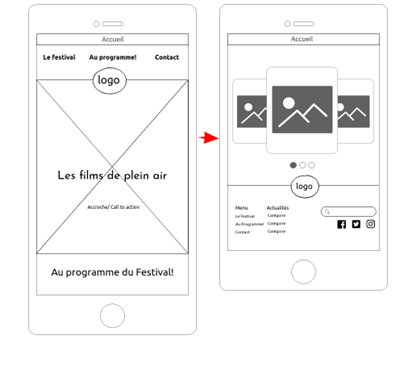 Accueil
Le festival Au programme! Contact
logo
Les films de plein air
Accroche/ Call to action
Au programme du Festival!
Accueil
logo
Menu Actualités
Le Festival Catégorie
Au Programme! Catégorie
Contact Catégorie